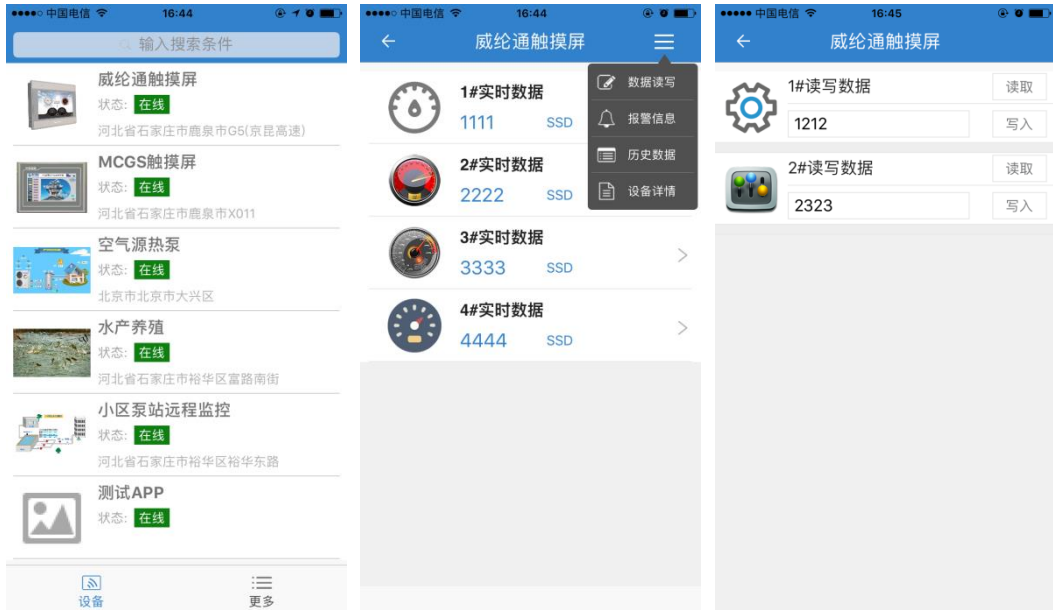 中国电信 16:44
输入搜索条件
威纶通触摸屏
状态: 在线
河北省石家庄市鹿泉市G5(京昆高速)
MCGS触摸屏
状态: 在线
河北省石家庄市鹿泉市X011
空气源热泵
状态: 在线
北京市北京市大兴区
水产养殖
状态: 在线
河北省石家庄市裕华区富路南街
小区泵站远程监控
状态: 在线
河北省石家庄市裕华区裕华东路
测试APP
状态: 在线
设备 更多
中国电信 16:44
威纶通触摸屏
数据读写
报警信息
历史数据
设备详情
1#实时数据
1111 SSD
2#实时数据
2222 SSD
3#实时数据
3333 SSD
4#实时数据
4444 SSD
中国电信 16:45
威纶通触摸屏
1#读写数据 读取
1212 写入
2#读写数据 读取
2323 写入